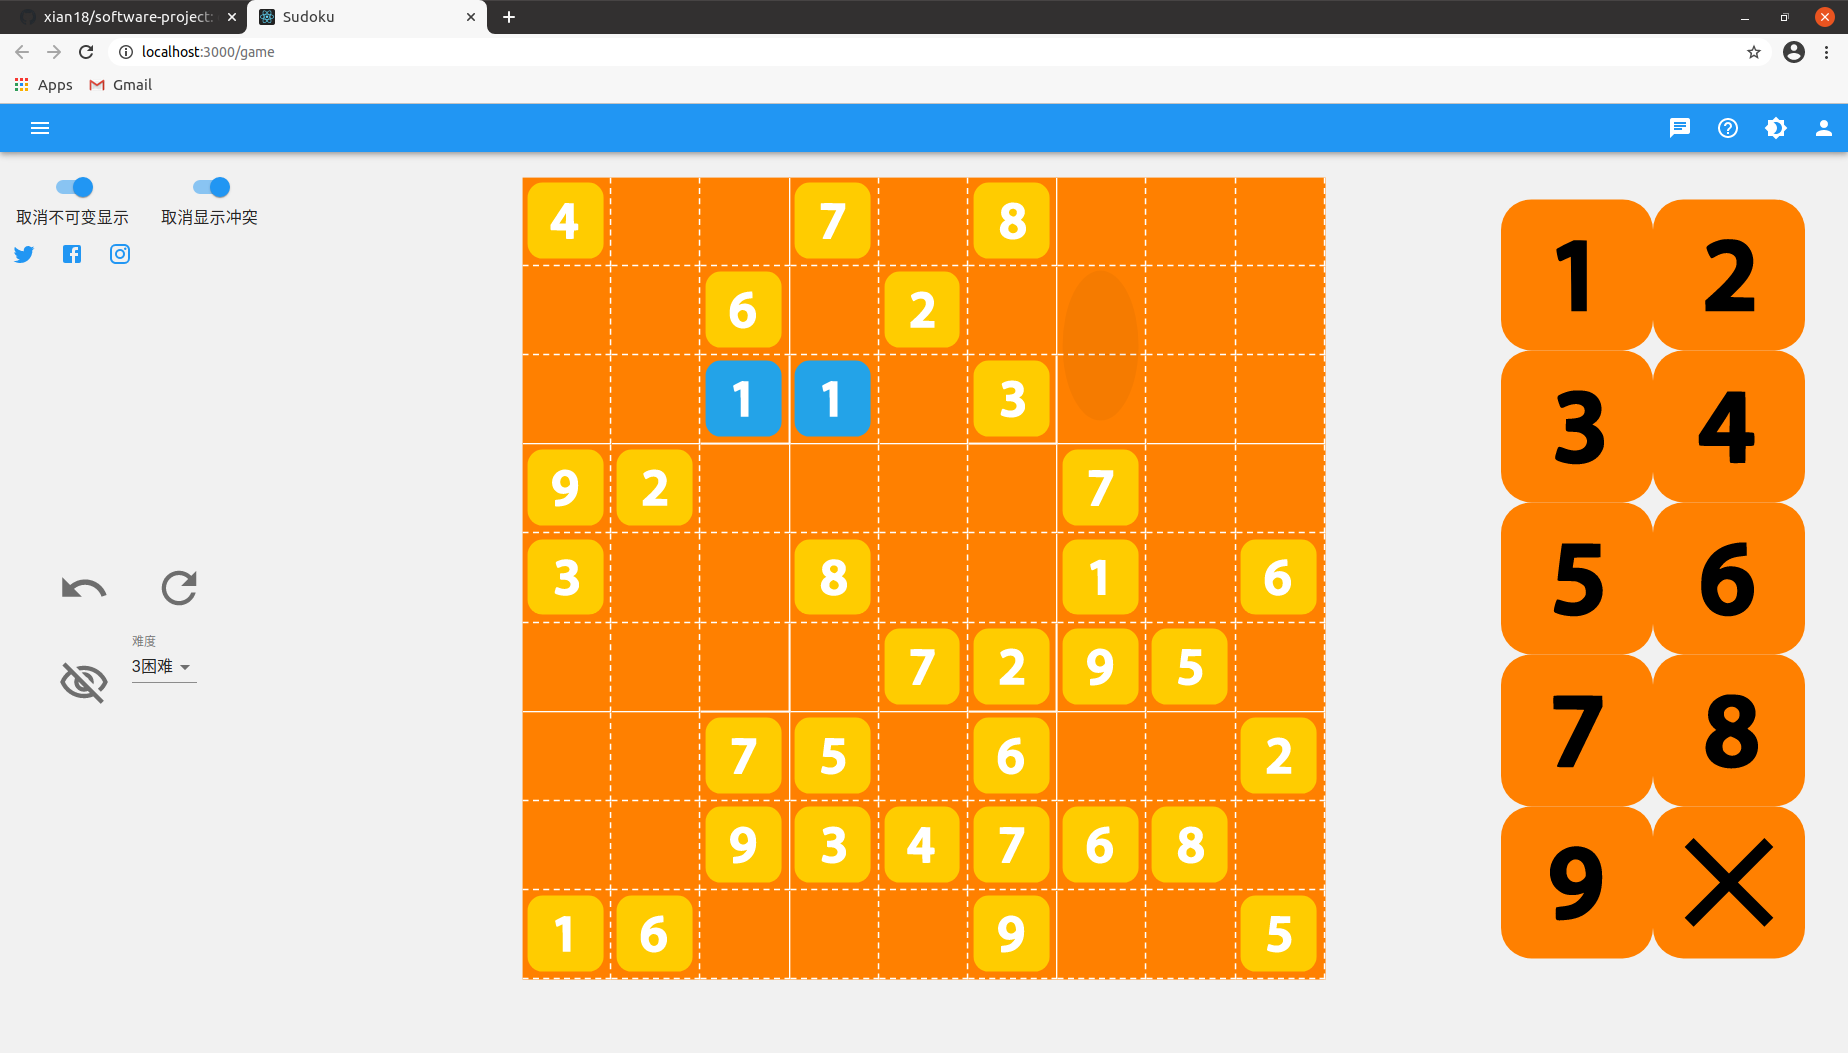 xian18/software-project:
Sudoku
localhost:3000/game
Apps
Gmail
取消不可变显示
取消显示冲突
难度
3困难
4 7 8
6 2
1 1 3
9 2 7
3 8 1 6
7 2 9 5
7 5 6 2
9 3 4 7 6 8
1 6 9 5
1 2
3 4
5 6
7 8
9